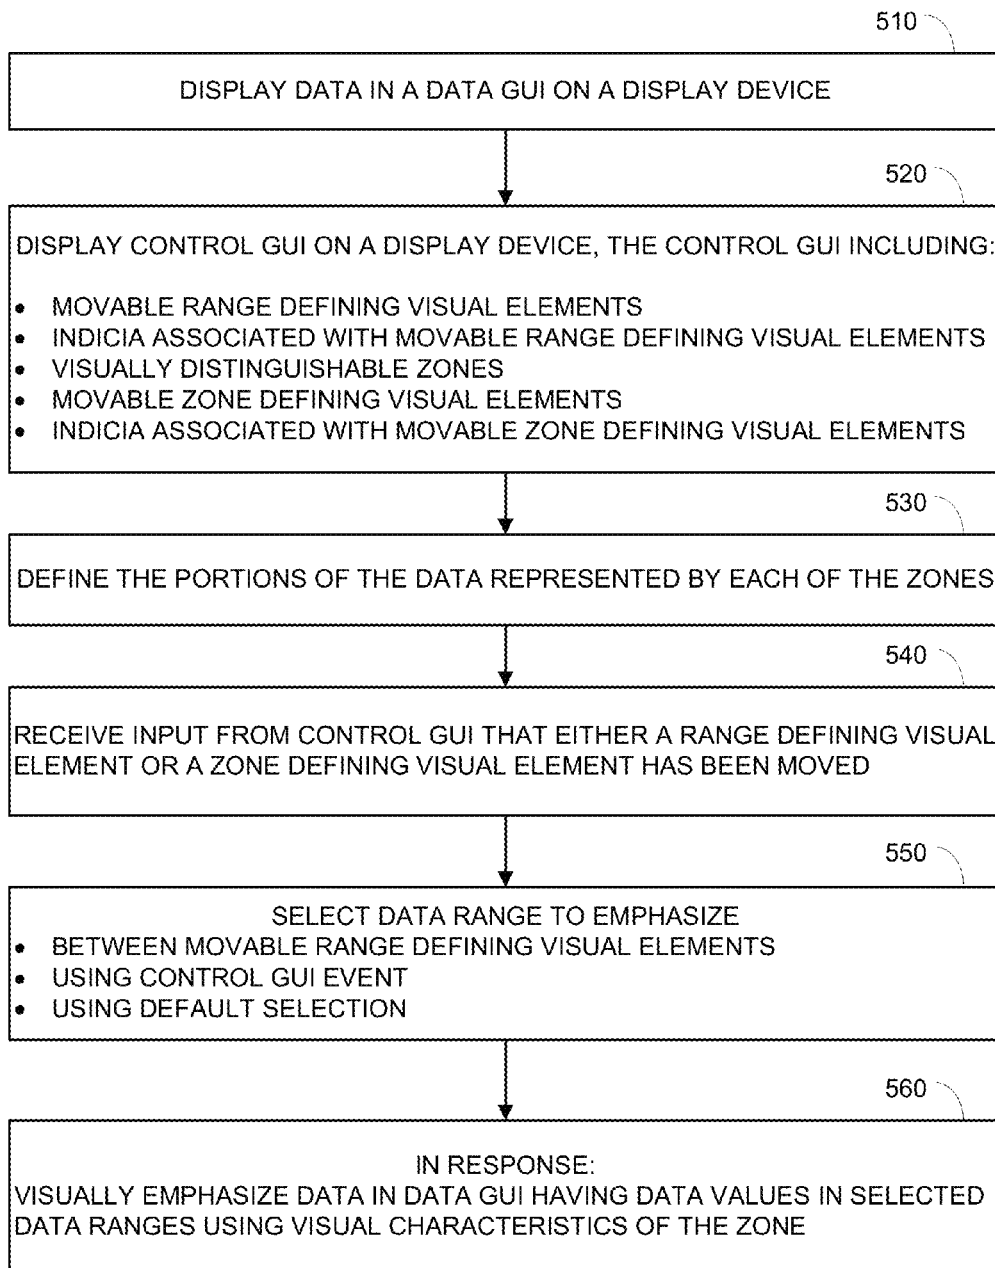 510
DISPLAY DATA IN A DATA GUI ON A DISPLAY DEVICE
520
DISPLAY CONTROL GUI ON A DISPLAY DEVICE, THE CONTROL GUI INCLUDING:
• MOVABLE RANGE DEFINING VISUAL ELEMENTS
• INDICIA ASSOCIATED WITH MOVABLE RANGE DEFINING VISUAL ELEMENTS
• VISUALLY DISTINGUISHABLE ZONES
• MOVABLE ZONE DEFINING VISUAL ELEMENTS
• INDICIA ASSOCIATED WITH MOVABLE ZONE DEFINING VISUAL ELEMENTS
530
DEFINE THE PORTIONS OF THE DATA REPRESENTED BY EACH OF THE ZONES
540
RECEIVE INPUT FROM CONTROL GUI THAT EITHER A RANGE DEFINING VISUAL
ELEMENT OR A ZONE DEFINING VISUAL ELEMENT HAS BEEN MOVED
550
SELECT DATA RANGE TO EMPHASIZE
• BETWEEN MOVABLE RANGE DEFINING VISUAL ELEMENTS
• USING CONTROL GUI EVENT
• USING DEFAULT SELECTION
560
IN RESPONSE:
VISUALLY EMPHASIZE DATA IN DATA GUI HAVING DATA VALUES IN SELECTED
DATA RANGES USING VISUAL CHARACTERISTICS OF THE ZONE